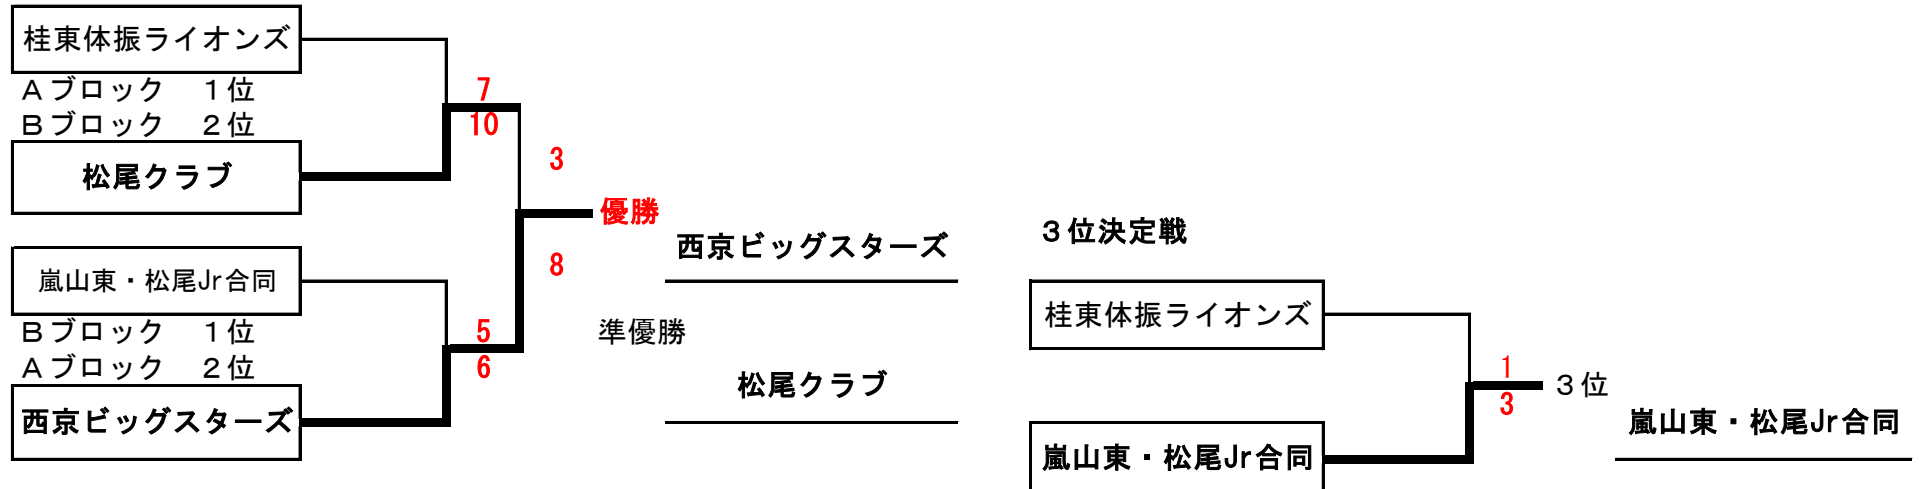 桂東体振ライオンズ
Ａブロック　１位
7
Ｂブロック　２位
10
松尾クラブ
3
優勝
西京ビッグスターズ
8
嵐山東・松尾Jr合同
Ｂブロック　１位
5
準優勝
Ａブロック　２位
6
松尾クラブ
西京ビッグスターズ
３位決定戦
桂東体振ライオンズ
1
３位
3
嵐山東・松尾Jr合同
嵐山東・松尾Jr合同